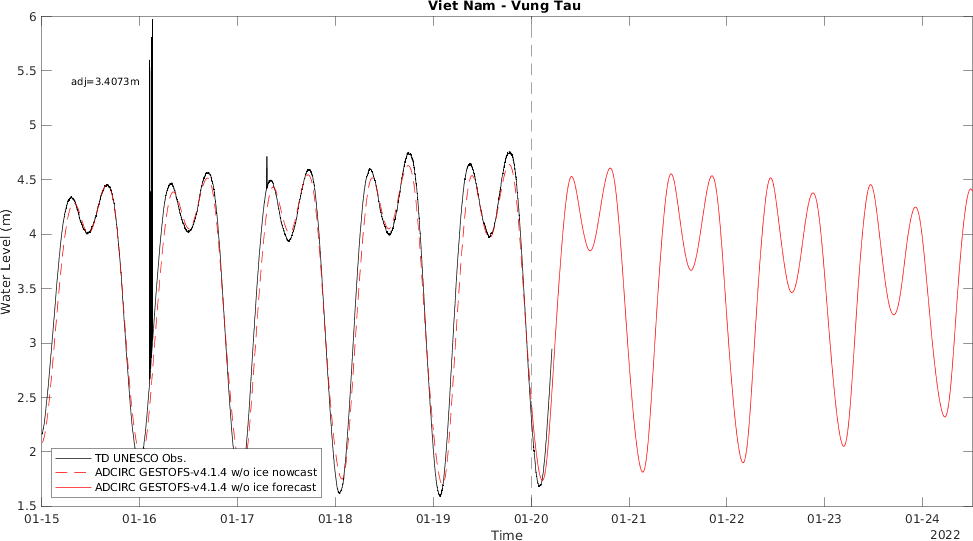 Viet Nam - Vung Tau
6
5.5
5
4.5
4
3.5
3
2.5
2
1.5
Water Level (m)
adj=3.4073m
TD UNESCO Obs.
ADCIRC GESTOFS-v4.1.4 w/o ice nowcast
ADCIRC GESTOFS-v4.1.4 w/o ice forecast
01-15 01-16 01-17 01-18 01-19 01-20 01-21 01-22 01-23 01-24
Time
2022